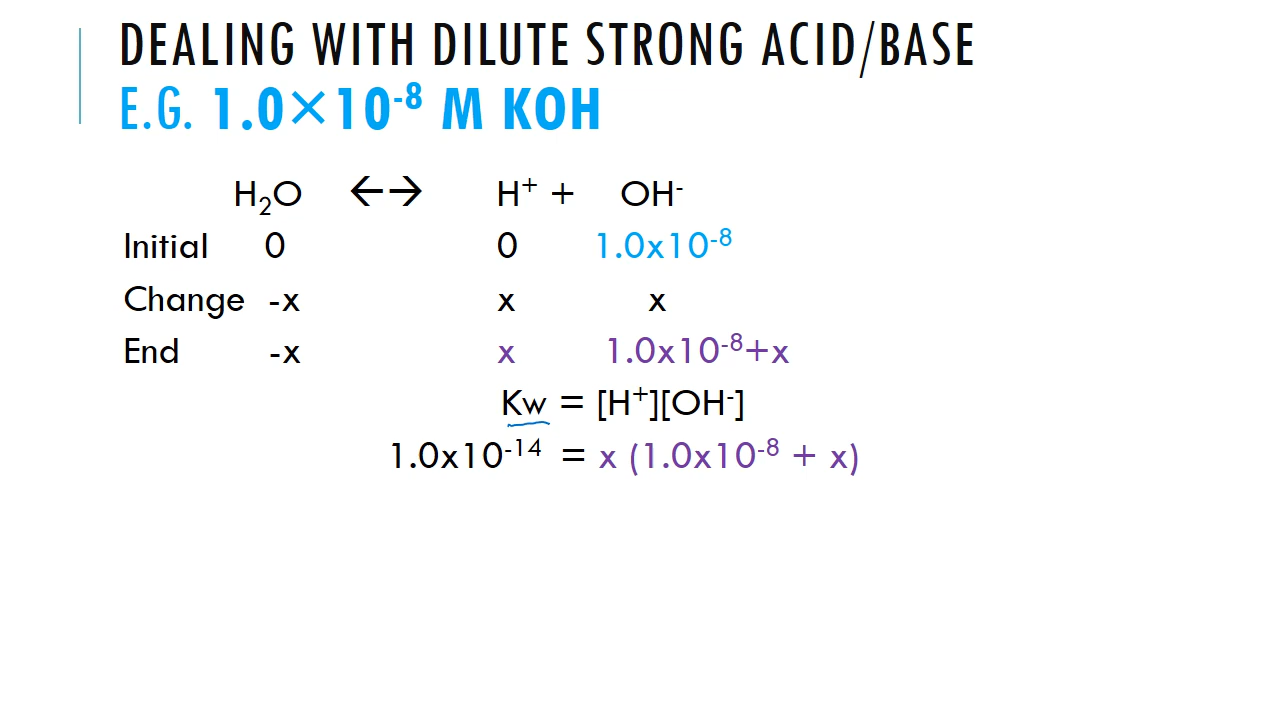 DEALING WITH DILUTE STRONG ACID/BASE
E.G. 1.0×10⁻⁸ M KOH
H₂O ←→ H⁺ + OH⁻
Initial 0 0 1.0x10⁻⁸
Change -x x x
End -x x 1.0x10⁻⁸+x
Kw = [H⁺][OH⁻]
1.0x10⁻¹⁴ = x (1.0x10⁻⁸ + x)